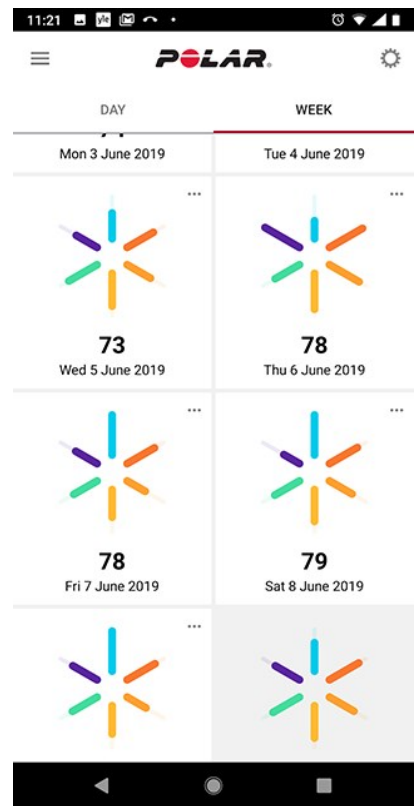 11:21
POLAR
DAY WEEK
Mon 3 June 2019 Tue 4 June 2019
73 78
Wed 5 June 2019 Thu 6 June 2019
78 79
Fri 7 June 2019 Sat 8 June 2019